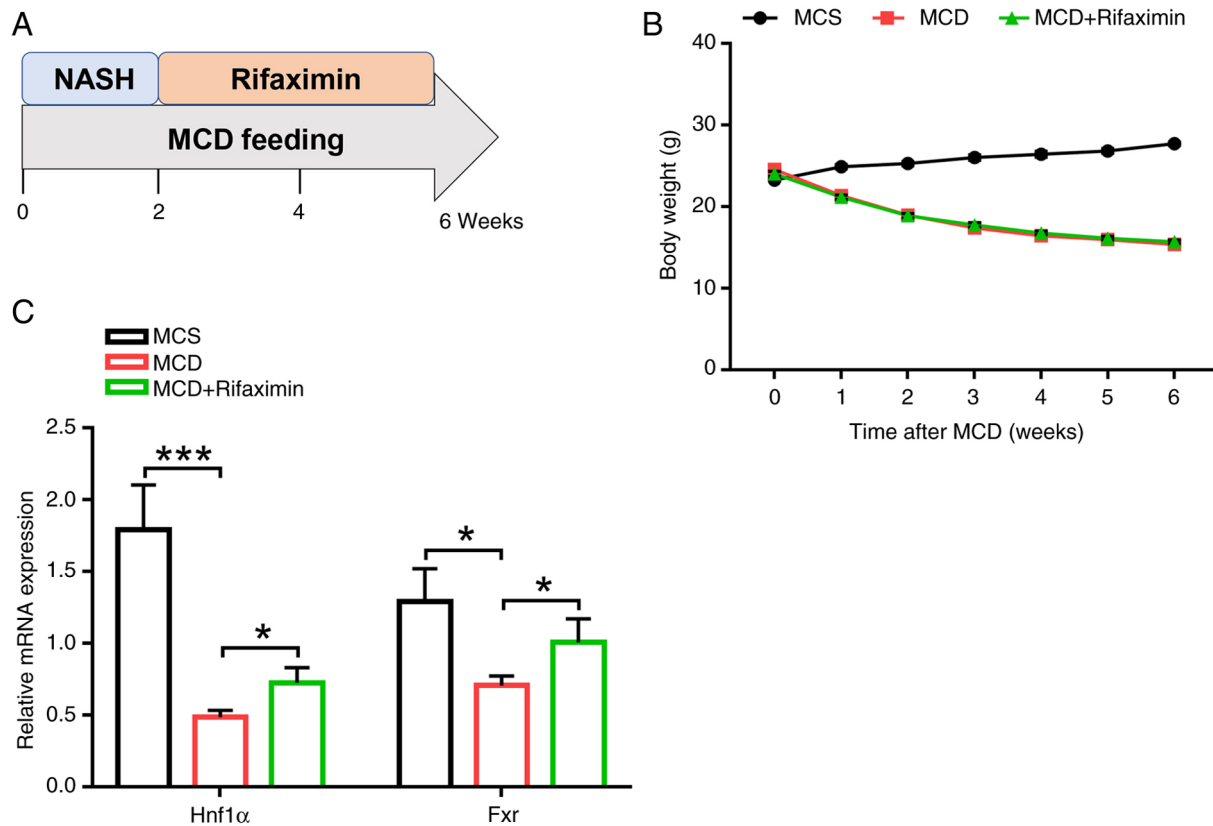 A
NASH
Rifaximin
MCD feeding
0
2
4
6 Weeks
B
MCS
MCD
MCD+Rifaximin
40
30
20
10
0
Body weight (g)
0 1 2 3 4 5 6
Time after MCD (weeks)
C
MCS
MCD
MCD+Rifaximin
2.5
2.0
1.5
1.0
0.5
0.0
Relative mRNA expression
***
*
*
*
Hnf1α
Fxr